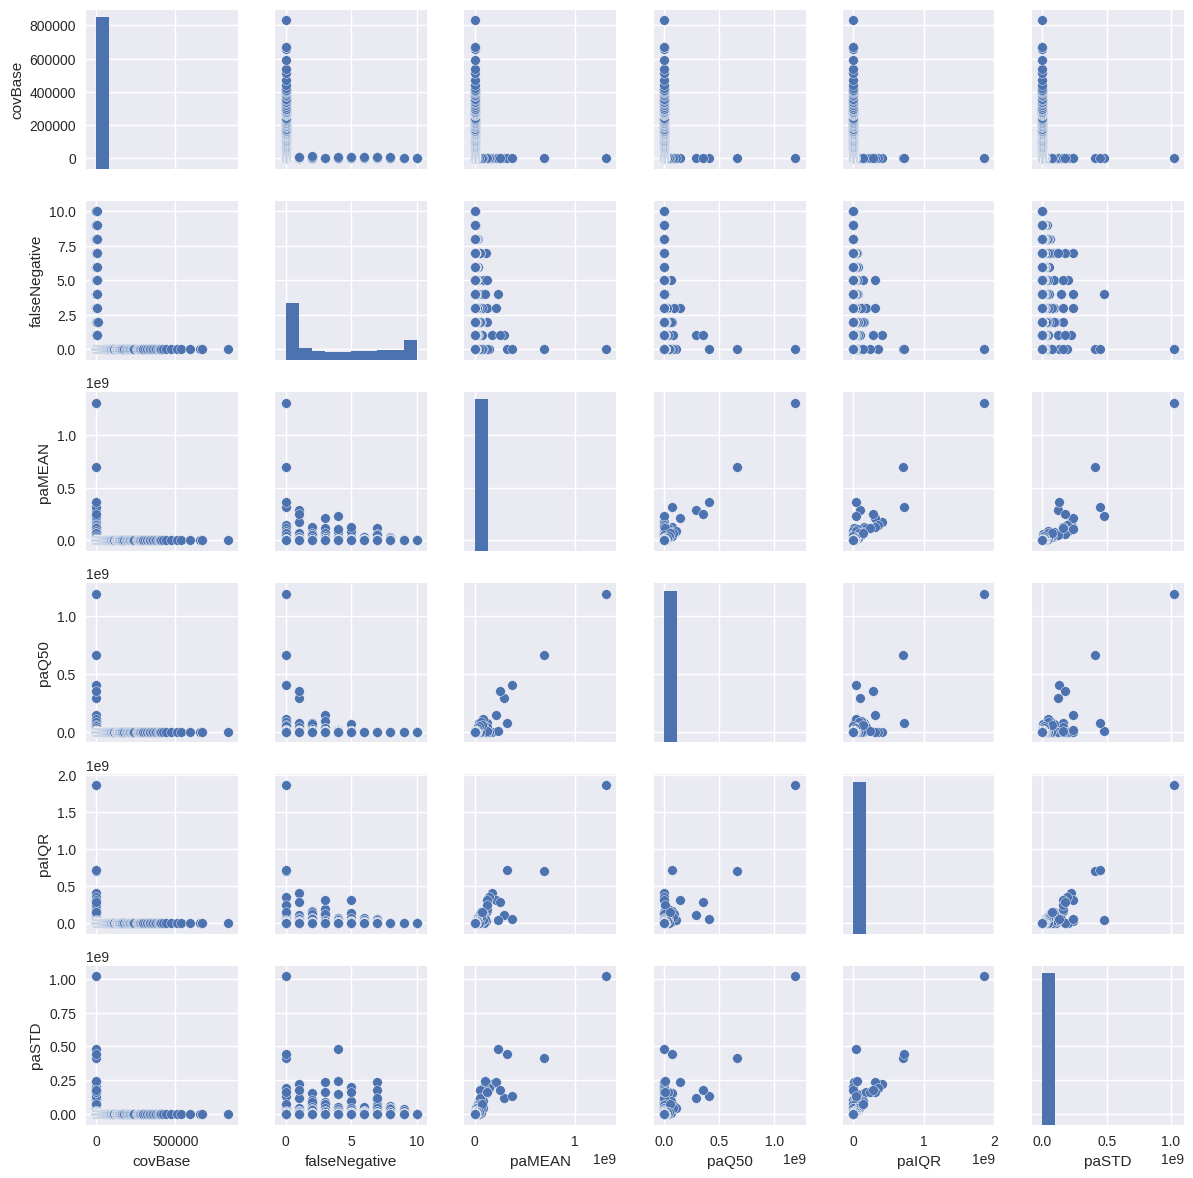 800000
600000
400000
200000
0
covBase
10.0
7.5
5.0
2.5
0.0
falseNegative
1e9
1.0
0.5
0.0
paMEAN
1e9
1.0
0.5
0.0
paQ50
1e9
2.0
1.5
1.0
0.5
0.0
paIQR
1e9
1.00
0.75
0.50
0.25
0.00
paSTD
0 500000 0 5 10 0 1 0.0 0.5 1.0 0 1 2 0.0 0.5 1.0
1e9 1e9 1e9 1e9
covBase falseNegative paMEAN paQ50 paIQR paSTD